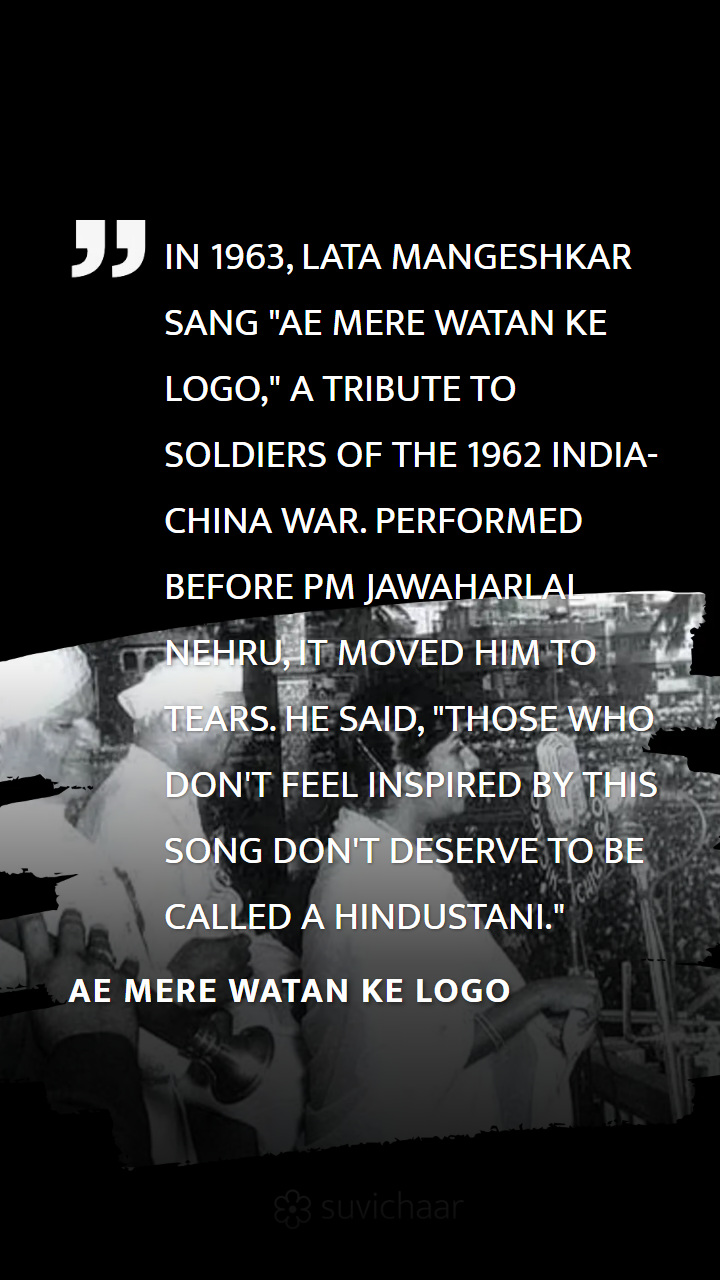 IN 1963, LATA MANGESHKAR
SANG "AE MERE WATAN KE
LOGO," A TRIBUTE TO
SOLDIERS OF THE 1962 INDIA-
CHINA WAR. PERFORMED
BEFORE PM JAWAHARLAL
NEHRU, IT MOVED HIM TO
TEARS. HE SAID, "THOSE WHO
DON'T FEEL INSPIRED BY THIS
SONG DON'T DESERVE TO BE
CALLED A HINDUSTANI."
AE MERE WATAN KE LOGO
suvichaar